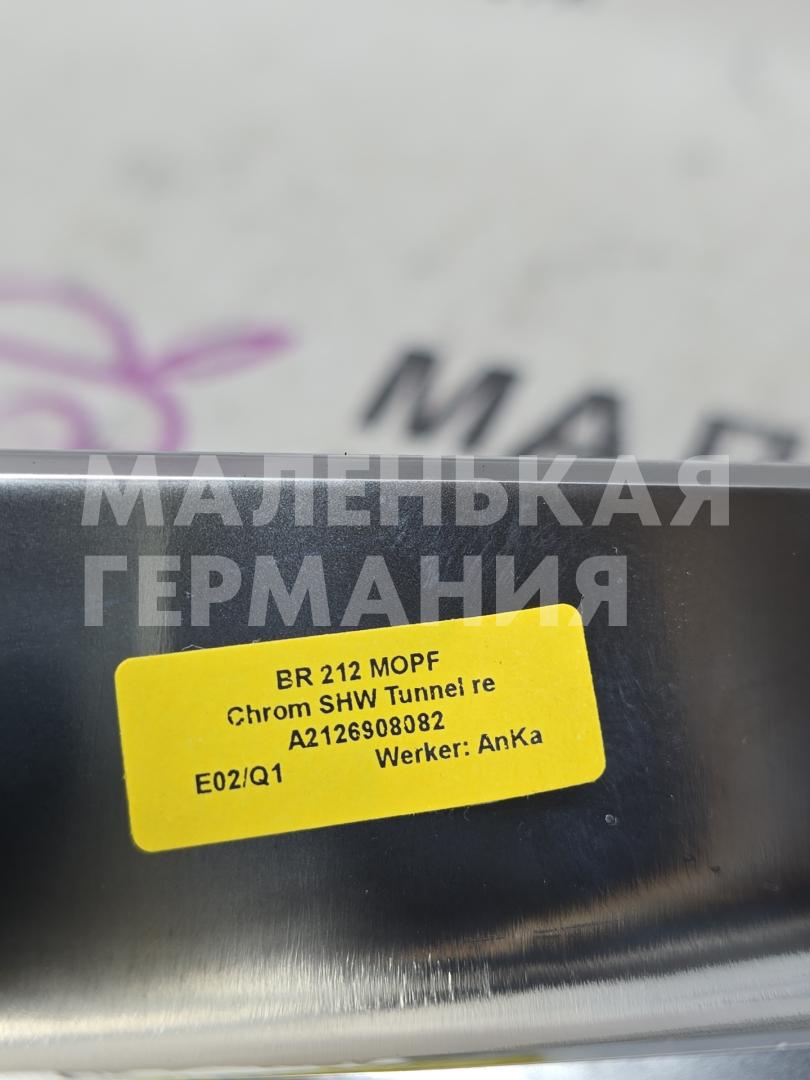 МАЛЕНЬКАЯ
ГЕРМАНИЯ
BR 212 MOPF
Chrom SHW Tunnel re
A2126908082
E02/Q1 Werker: AnKa